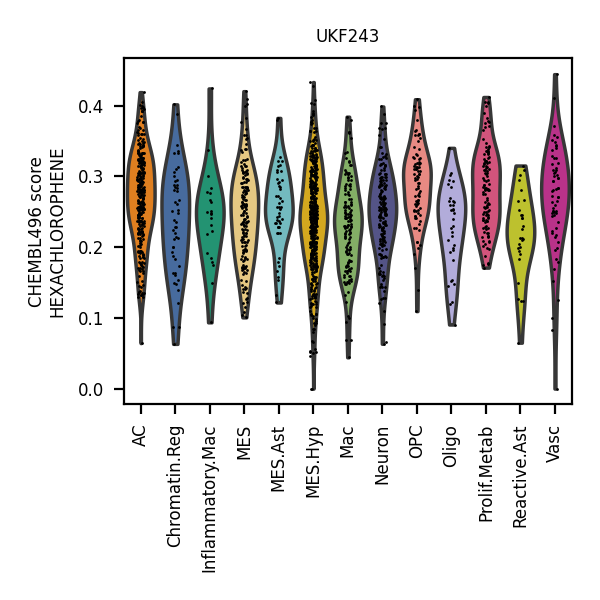 UKF243
CHEMBL496 score
HEXACHLOROPHENE
0.4
0.3
0.2
0.1
0.0
AC
Chromatin.Reg
Inflammatory.Mac
MES
MES.Ast
MES.Hyp
Mac
Neuron
OPC
Oligo
Prolif.Metab
Reactive.Ast
Vasc